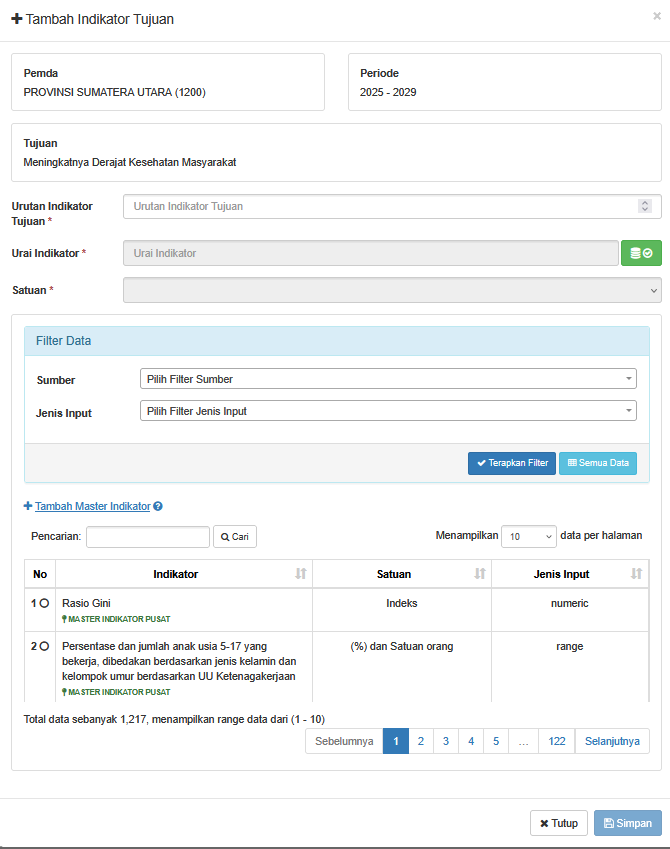 Tambah Indikator Tujuan
×
Pemda
PROVINSI SUMATERA UTARA (1200)
Periode
2025 - 2029
Tujuan
Meningkatnya Derajat Kesehatan Masyarakat
Urutan Indikator
Tujuan *
Urutan Indikator Tujuan
Urai Indikator *
Urai Indikator
Satuan *
Filter Data
Sumber
Pilih Filter Sumber
Jenis Input
Pilih Filter Jenis Input
Terapkan Filter
Semua Data
Tambah Master Indikator
Pencarian:
Cari
Menampilkan 10 data per halaman
No Indikator Satuan Jenis Input
1 Rasio Gini Indeks numeric
MASTER INDIKATOR PUSAT
2 Persentase dan jumlah anak usia 5-17 yang (%) dan Satuan orang range
bekerja, dibedakan berdasarkan jenis kelamin dan
kelompok umur berdasarkan UU Ketenagakerjaan
MASTER INDIKATOR PUSAT
Total data sebanyak 1,217, menampilkan range data dari (1 - 10)
Sebelumnya 1 2 3 4 5 ... 122 Selanjutnya
Tutup
Simpan